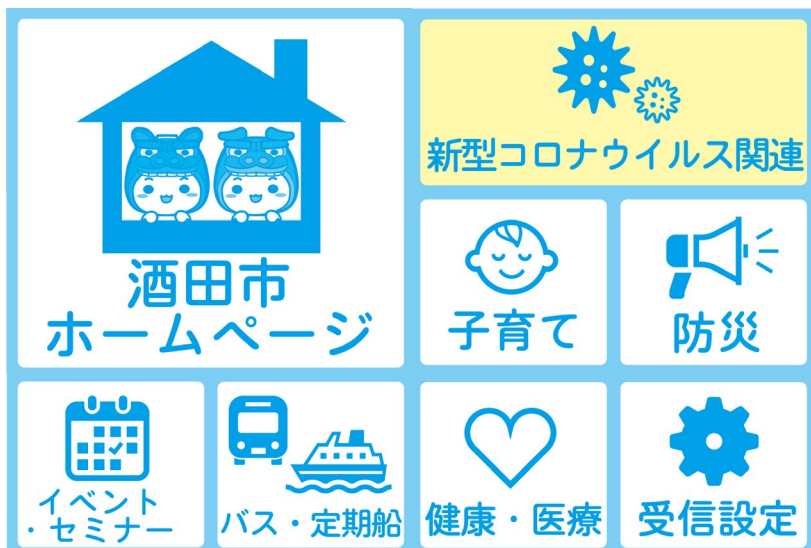 酒田市
ホームページ
新型コロナウイルス関連
子育て
防災
イベント
・セミナー
バス・定期船
健康・医療
受信設定